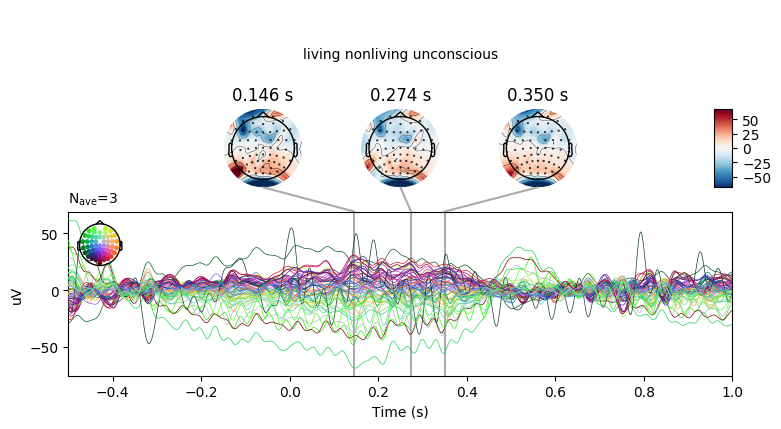 living nonliving unconscious
0.146 s 0.274 s 0.350 s
50
25
0
−25
−50
Nave=3
50
0
−50
uV
−0.4 −0.2 0.0 0.2 0.4 0.6 0.8 1.0
Time (s)